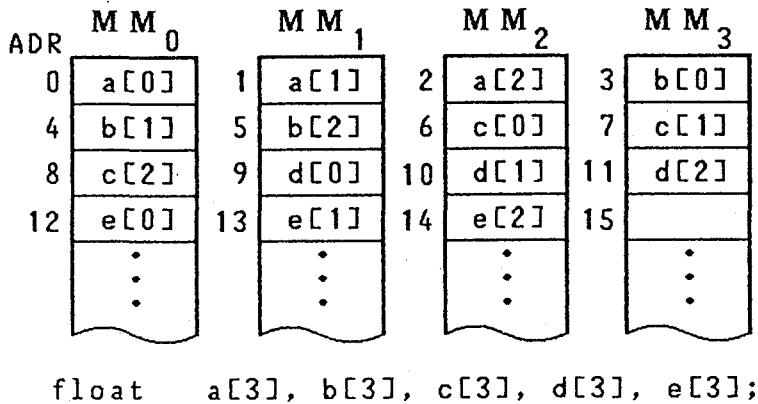 MM0 MM1 MM2 MM3
ADR
0 a[0] 1 a[1] 2 a[2] 3 b[0]
4 b[1] 5 b[2] 6 c[0] 7 c[1]
8 c[2] 9 d[0] 10 d[1] 11 d[2]
12 e[0] 13 e[1] 14 e[2] 15
float a[3], b[3], c[3], d[3], e[3];